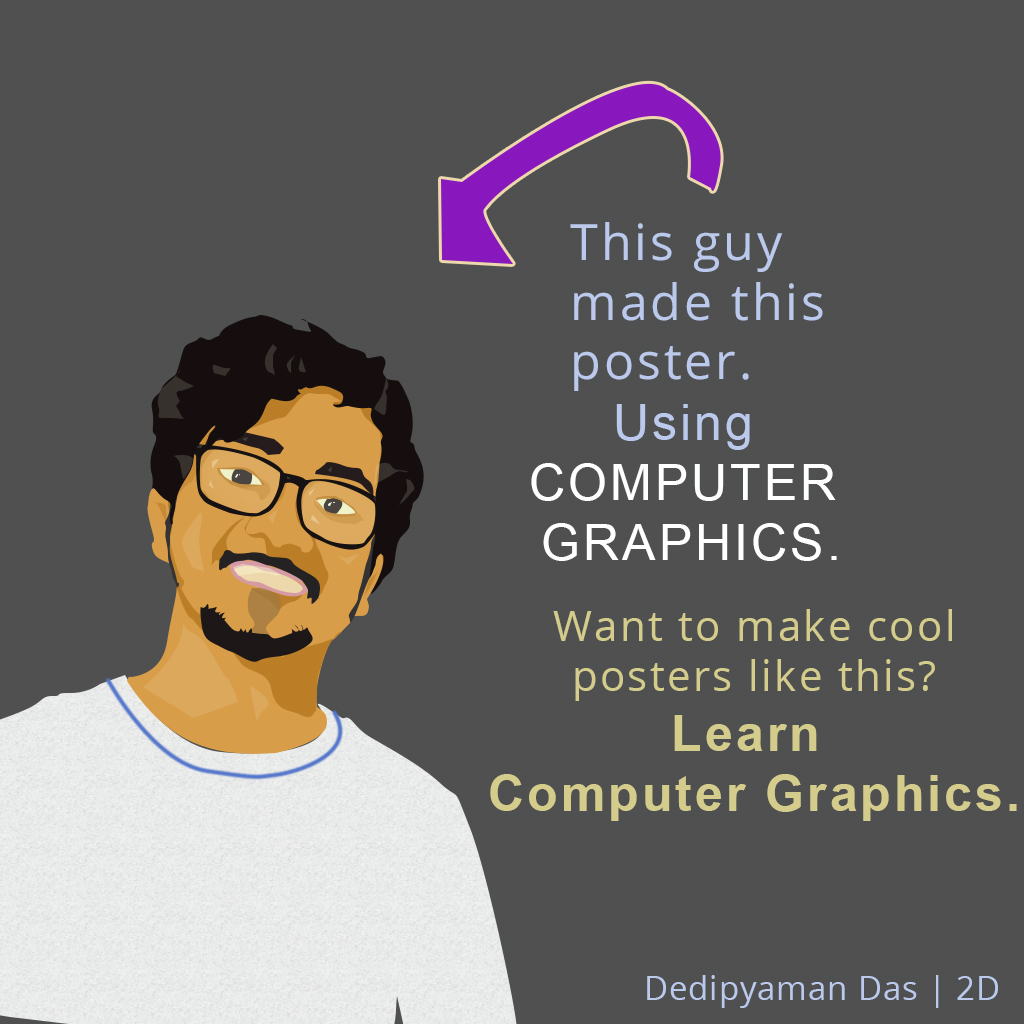 This guy
made this
poster.
Using
COMPUTER
GRAPHICS.
Want to make cool
posters like this?
Learn
Computer Graphics.
Dedipyaman Das | 2D